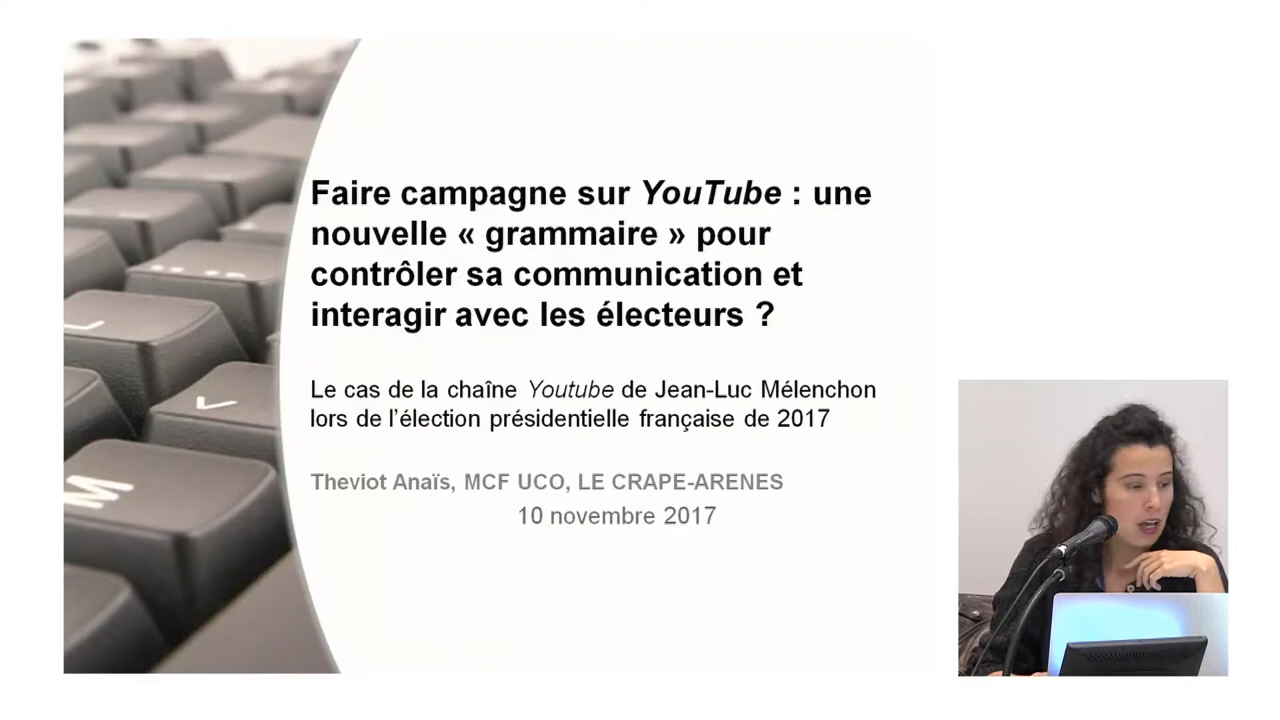 Faire campagne sur YouTube : une
nouvelle « grammaire » pour
contrôler sa communication et
interagir avec les électeurs ?
Le cas de la chaîne Youtube de Jean-Luc Mélenchon
lors de l’élection présidentielle française de 2017
Theviot Anaïs, MCF UCO, LE CRAPE-ARENES
10 novembre 2017
M